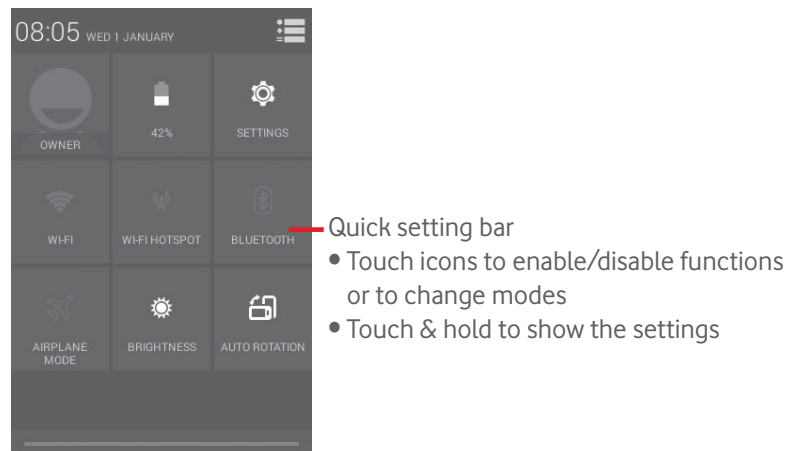 08:05 WED 1 JANUARY
OWNER
42%
SETTINGS
WI-FI
WI-FI HOTSPOT
BLUETOOTH
AIRPLANE
MODE
BRIGHTNESS
AUTO ROTATION
Quick setting bar
• Touch icons to enable/disable functions
or to change modes
• Touch & hold to show the settings